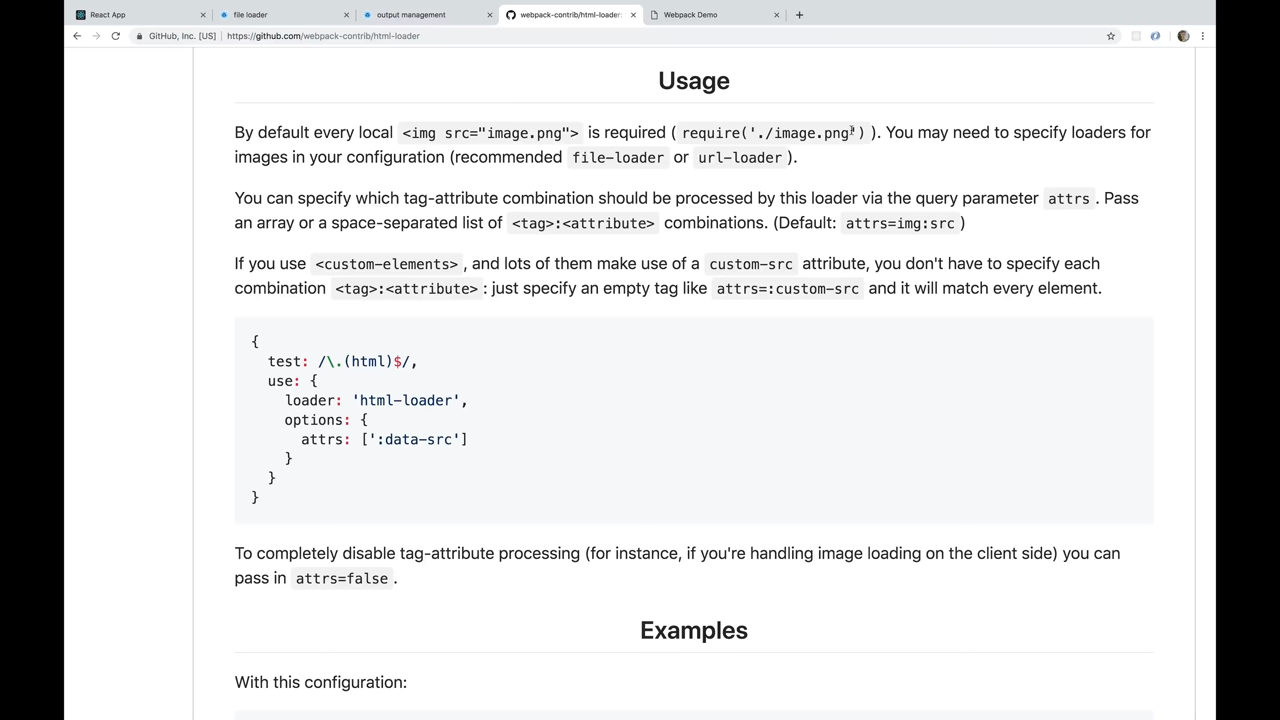 React App
file loader
output management
webpack-contrib/html-loader:
Webpack Demo
GitHub, Inc. [US] | https://github.com/webpack-contrib/html-loader
Usage
By default every local <img src="image.png"> is required ( require('./image.png') ). You may need to specify loaders for
images in your configuration (recommended file-loader or url-loader ).
You can specify which tag-attribute combination should be processed by this loader via the query parameter attrs . Pass
an array or a space-separated list of <tag>:<attribute> combinations. (Default: attrs=img:src )
If you use <custom-elements> , and lots of them make use of a custom-src attribute, you don't have to specify each
combination <tag>:<attribute> : just specify an empty tag like attrs=:custom-src and it will match every element.
{
  test: /\.(html)$/,
  use: {
    loader: 'html-loader',
    options: {
      attrs: [':data-src']
    }
  }
}
To completely disable tag-attribute processing (for instance, if you're handling image loading on the client side) you can
pass in attrs=false .
Examples
With this configuration: